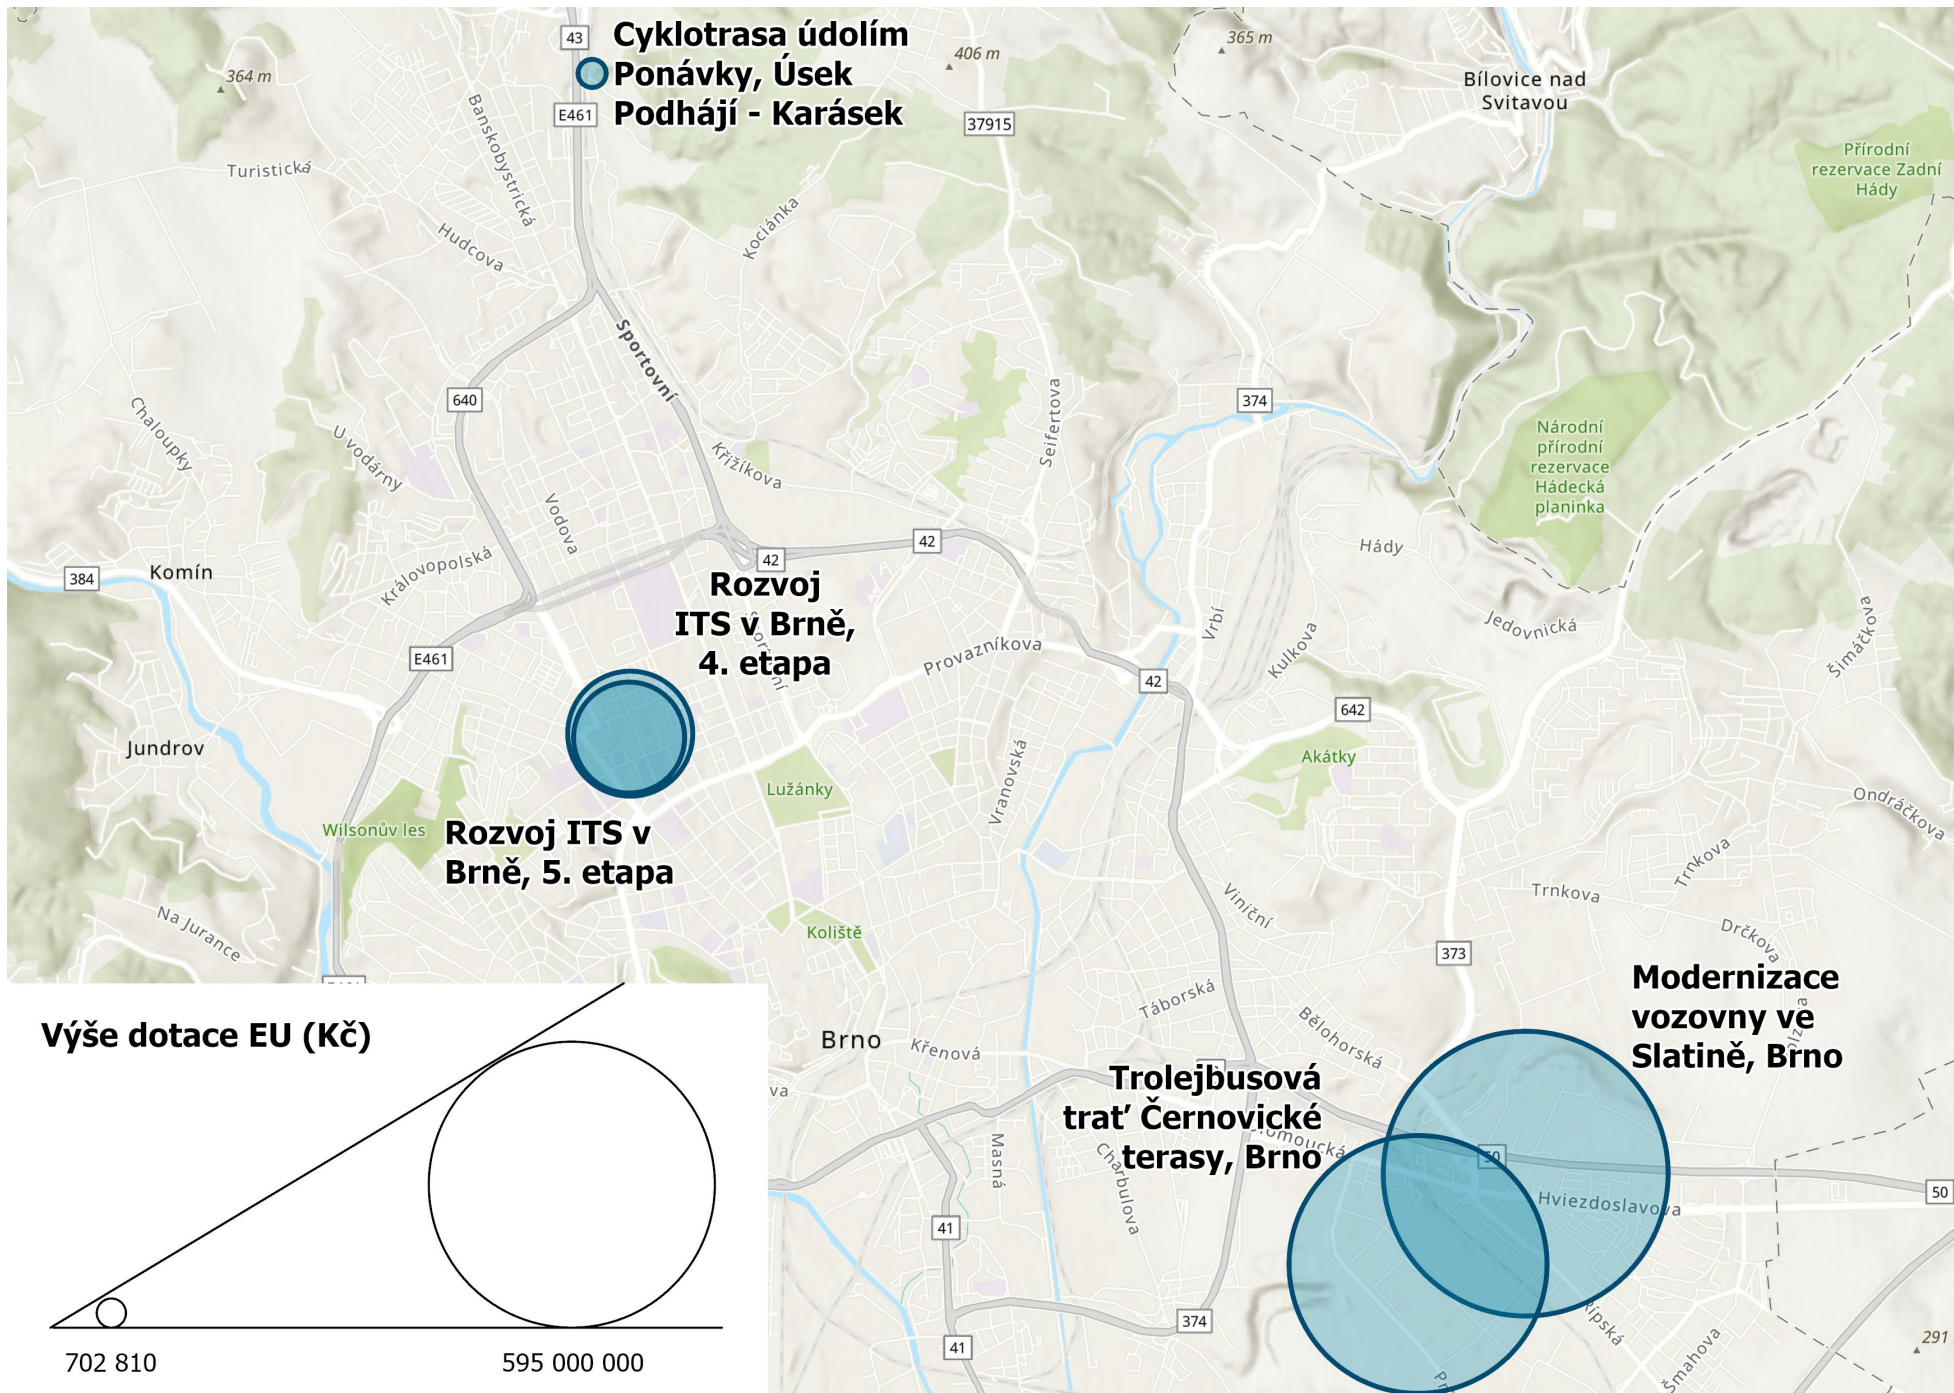 43
Cyklotrasa údolím
Ponávky, Úsek
Podhájí - Karásek
E461
406 m
365 m
364 m
Bílovice nad
Svitavou
37915
Přírodní
rezervace Zadní
Hády
Turistická
Banskobystrická
Hudcova
Kociánka
Sportovní
640
374
Chaloupky
U vodárny
Seifertova
Křížíkova
Vodova
Národní
přírodní
rezervace
Hádecká
planinka
42
42
Hády
Královopolská
384
Komín
Rozvoj
ITS v Brně,
4. etapa
Provazníkova
Vrbí
Kulkova
Jedovnická
Šimáčkova
E461
42
642
Jundrov
Akátky
Lužánky
Vranovská
Ondráčkova
Wilsonův les
Rozvoj ITS v
Brně, 5. etapa
Trnkova
Trnkova
Viniční
Na Jurance
Koliště
Drčkova
373
Modernizace
vozovny ve
Slatině, Brno
Táborská
Bělohorská
Výše dotace EU (Kč)
Brno
Křenová
Trolejbusová
trať Černovické
terasy, Brno
Masná
Charbulova
50
Hviezdoslavova
50
41
374
Řípská
Šmahova
291
41
702 810
595 000 000